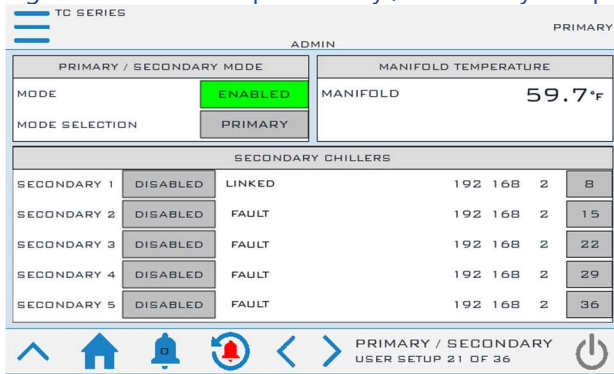 TC SERIES
PRIMARY
ADMIN
PRIMARY / SECONDARY MODE
MODE ENABLED
MODE SELECTION PRIMARY
MANIFOLD TEMPERATURE
MANIFOLD 59.7°F
SECONDARY CHILLERS
SECONDARY 1 DISABLED LINKED 192 168 2 8
SECONDARY 2 DISABLED FAULT 192 168 2 15
SECONDARY 3 DISABLED FAULT 192 168 2 22
SECONDARY 4 DISABLED FAULT 192 168 2 29
SECONDARY 5 DISABLED FAULT 192 168 2 36
0
PRIMARY / SECONDARY
USER SETUP 21 OF 36